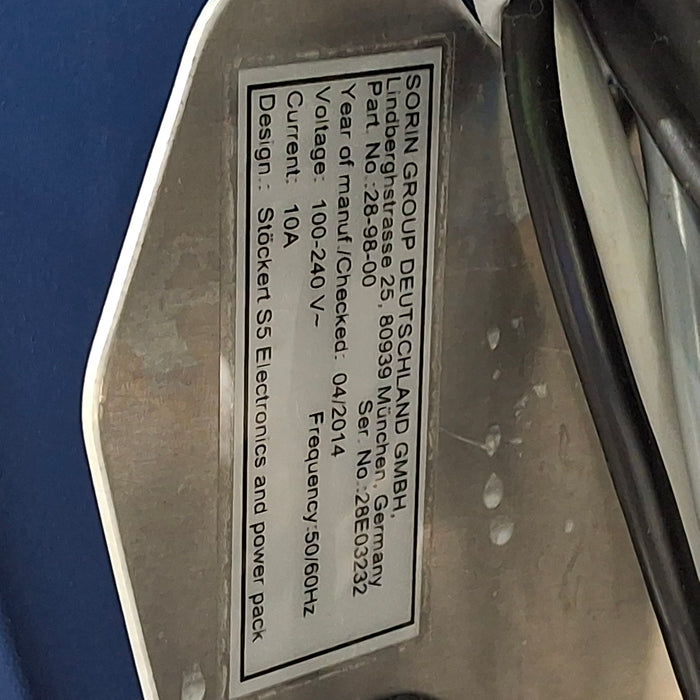 SORIN GROUP DEUTSCHLAND GMBH,
Lindberghstrasse 25, 80939 München, Germany
Part. No.:28-98-00 Ser. No.:28E03232
Year of manuf./Checked: 04/2014
Voltage: 100-240 V~ Frequency:50/60Hz
Current: 10A
Design.: Stöckert S5 Electronics and power pack